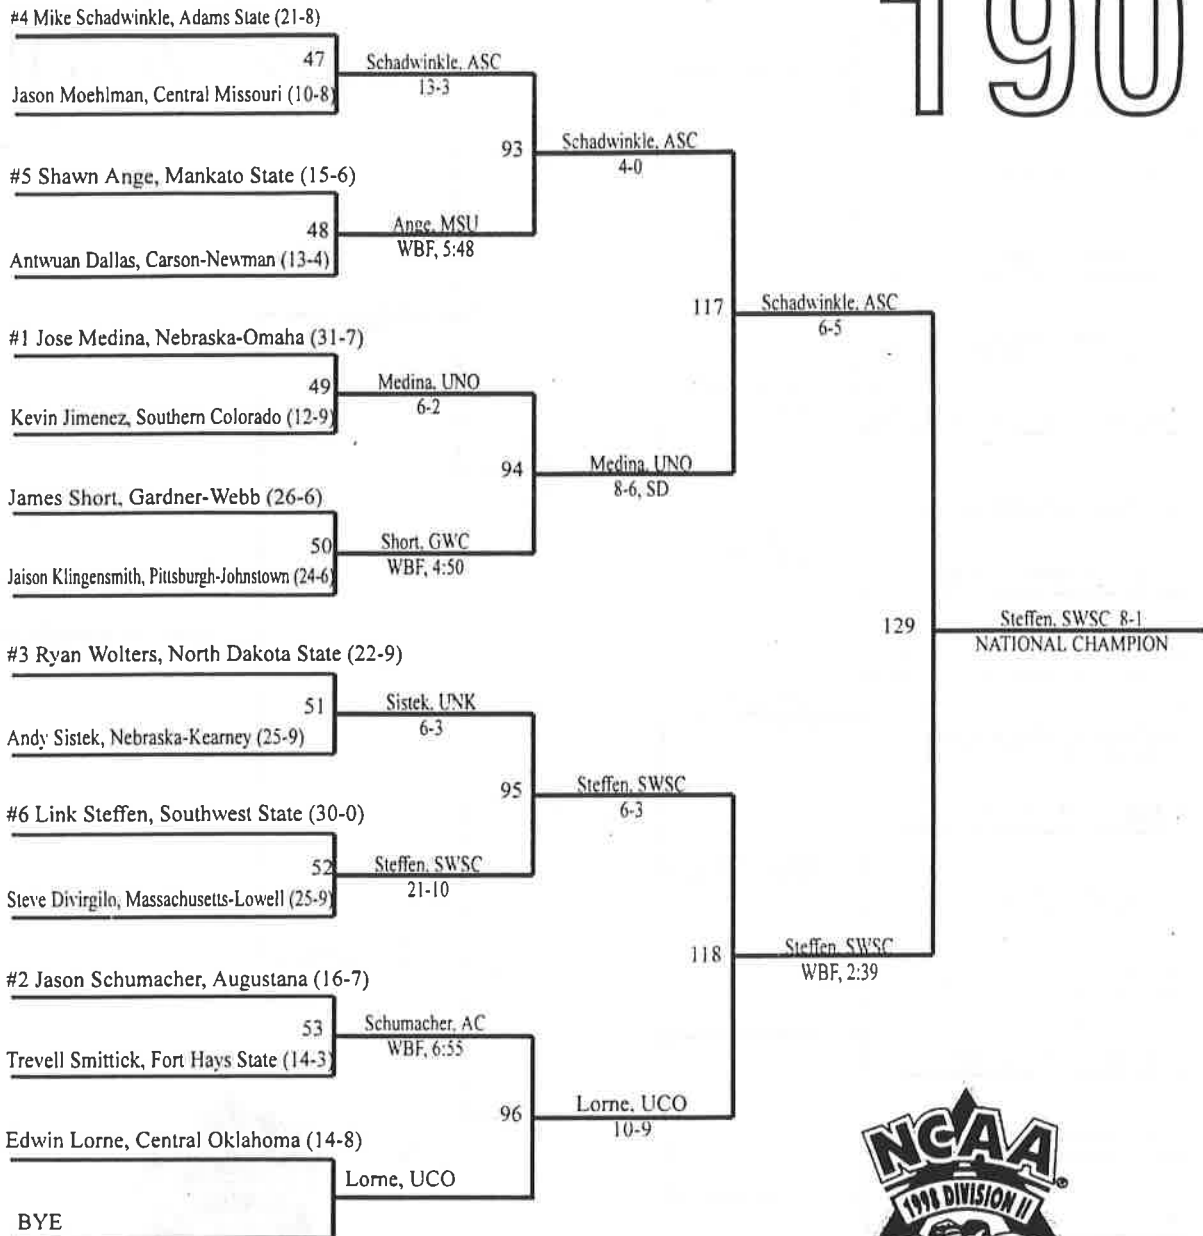 190
#4 Mike Schadwinkle, Adams State (21-8)
47
Schadwinkle, ASC
13-3
Jason Moehlman, Central Missouri (10-8)
93
Schadwinkle, ASC
4-0
#5 Shawn Ange, Mankato State (15-6)
48
Ange, MSU
WBF, 5:48
Antwuan Dallas, Carson-Newman (13-4)
117
Schadwinkle, ASC
6-5
#1 Jose Medina, Nebraska-Omaha (31-7)
49
Medina, UNO
6-2
Kevin Jimenez, Southern Colorado (12-9)
94
Medina, UNO
8-6, SD
James Short, Gardner-Webb (26-6)
50
Short, GWC
WBF, 4:50
Jaison Klingensmith, Pittsburgh-Johnstown (24-6)
129
Steffen, SWSC 8-1
NATIONAL CHAMPION
#3 Ryan Wolters, North Dakota State (22-9)
51
Sistek, UNK
6-3
Andy Sistek, Nebraska-Kearney (25-9)
95
Steffen, SWSC
6-3
#6 Link Steffen, Southwest State (30-0)
52
Steffen, SWSC
21-10
Steve Divirgilo, Massachusetts-Lowell (25-9)
118
Steffen, SWSC
WBF, 2:39
#2 Jason Schumacher, Augustana (16-7)
53
Schumacher, AC
WBF, 6:55
Trevell Smittick, Fort Hays State (14-3)
96
Lorne, UCO
10-9
Edwin Lorne, Central Oklahoma (14-8)
Lorne, UCO
BYE
NCAA
®
1998 DIVISION II